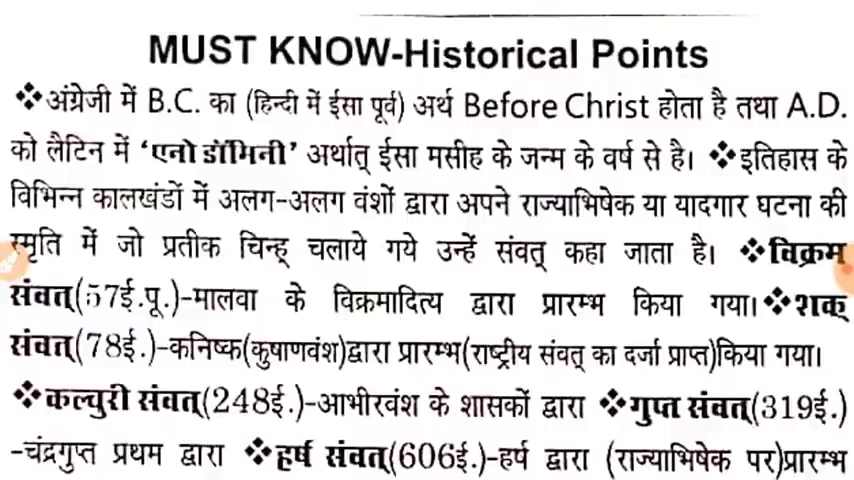 MUST KNOW-Historical Points
❖अंग्रेजी में B.C. का (हिन्दी में ईसा पूर्व) अर्थ Before Christ होता है तथा A.D.
को लैटिन में ‘एनो डॉमिनी’ अर्थात् ईसा मसीह के जन्म के वर्ष से है। ❖इतिहास के
विभिन्न कालखंडों में अलग-अलग वंशों द्वारा अपने राज्याभिषेक या यादगार घटना की
स्मृति में जो प्रतीक चिन्ह् चलाये गये उन्हें संवत् कहा जाता है। ❖विक्रम
संवत्(57ई.पू.)-मालवा के विक्रमादित्य द्वारा प्रारम्भ किया गया। ❖शक्
संवत्(78ई.)-कनिष्क(कुषाणवंश)द्वारा प्रारम्भ(राष्ट्रीय संवत् का दर्जा प्राप्त)किया गया।
❖कल्चुरी संवत्(248ई.)-आभीरवंश के शासकों द्वारा ❖गुप्त संवत्(319ई.)
-चंद्रगुप्त प्रथम द्वारा ❖हर्ष संवत्(606ई.)-हर्ष द्वारा (राज्याभिषेक पर)प्रारम्भ